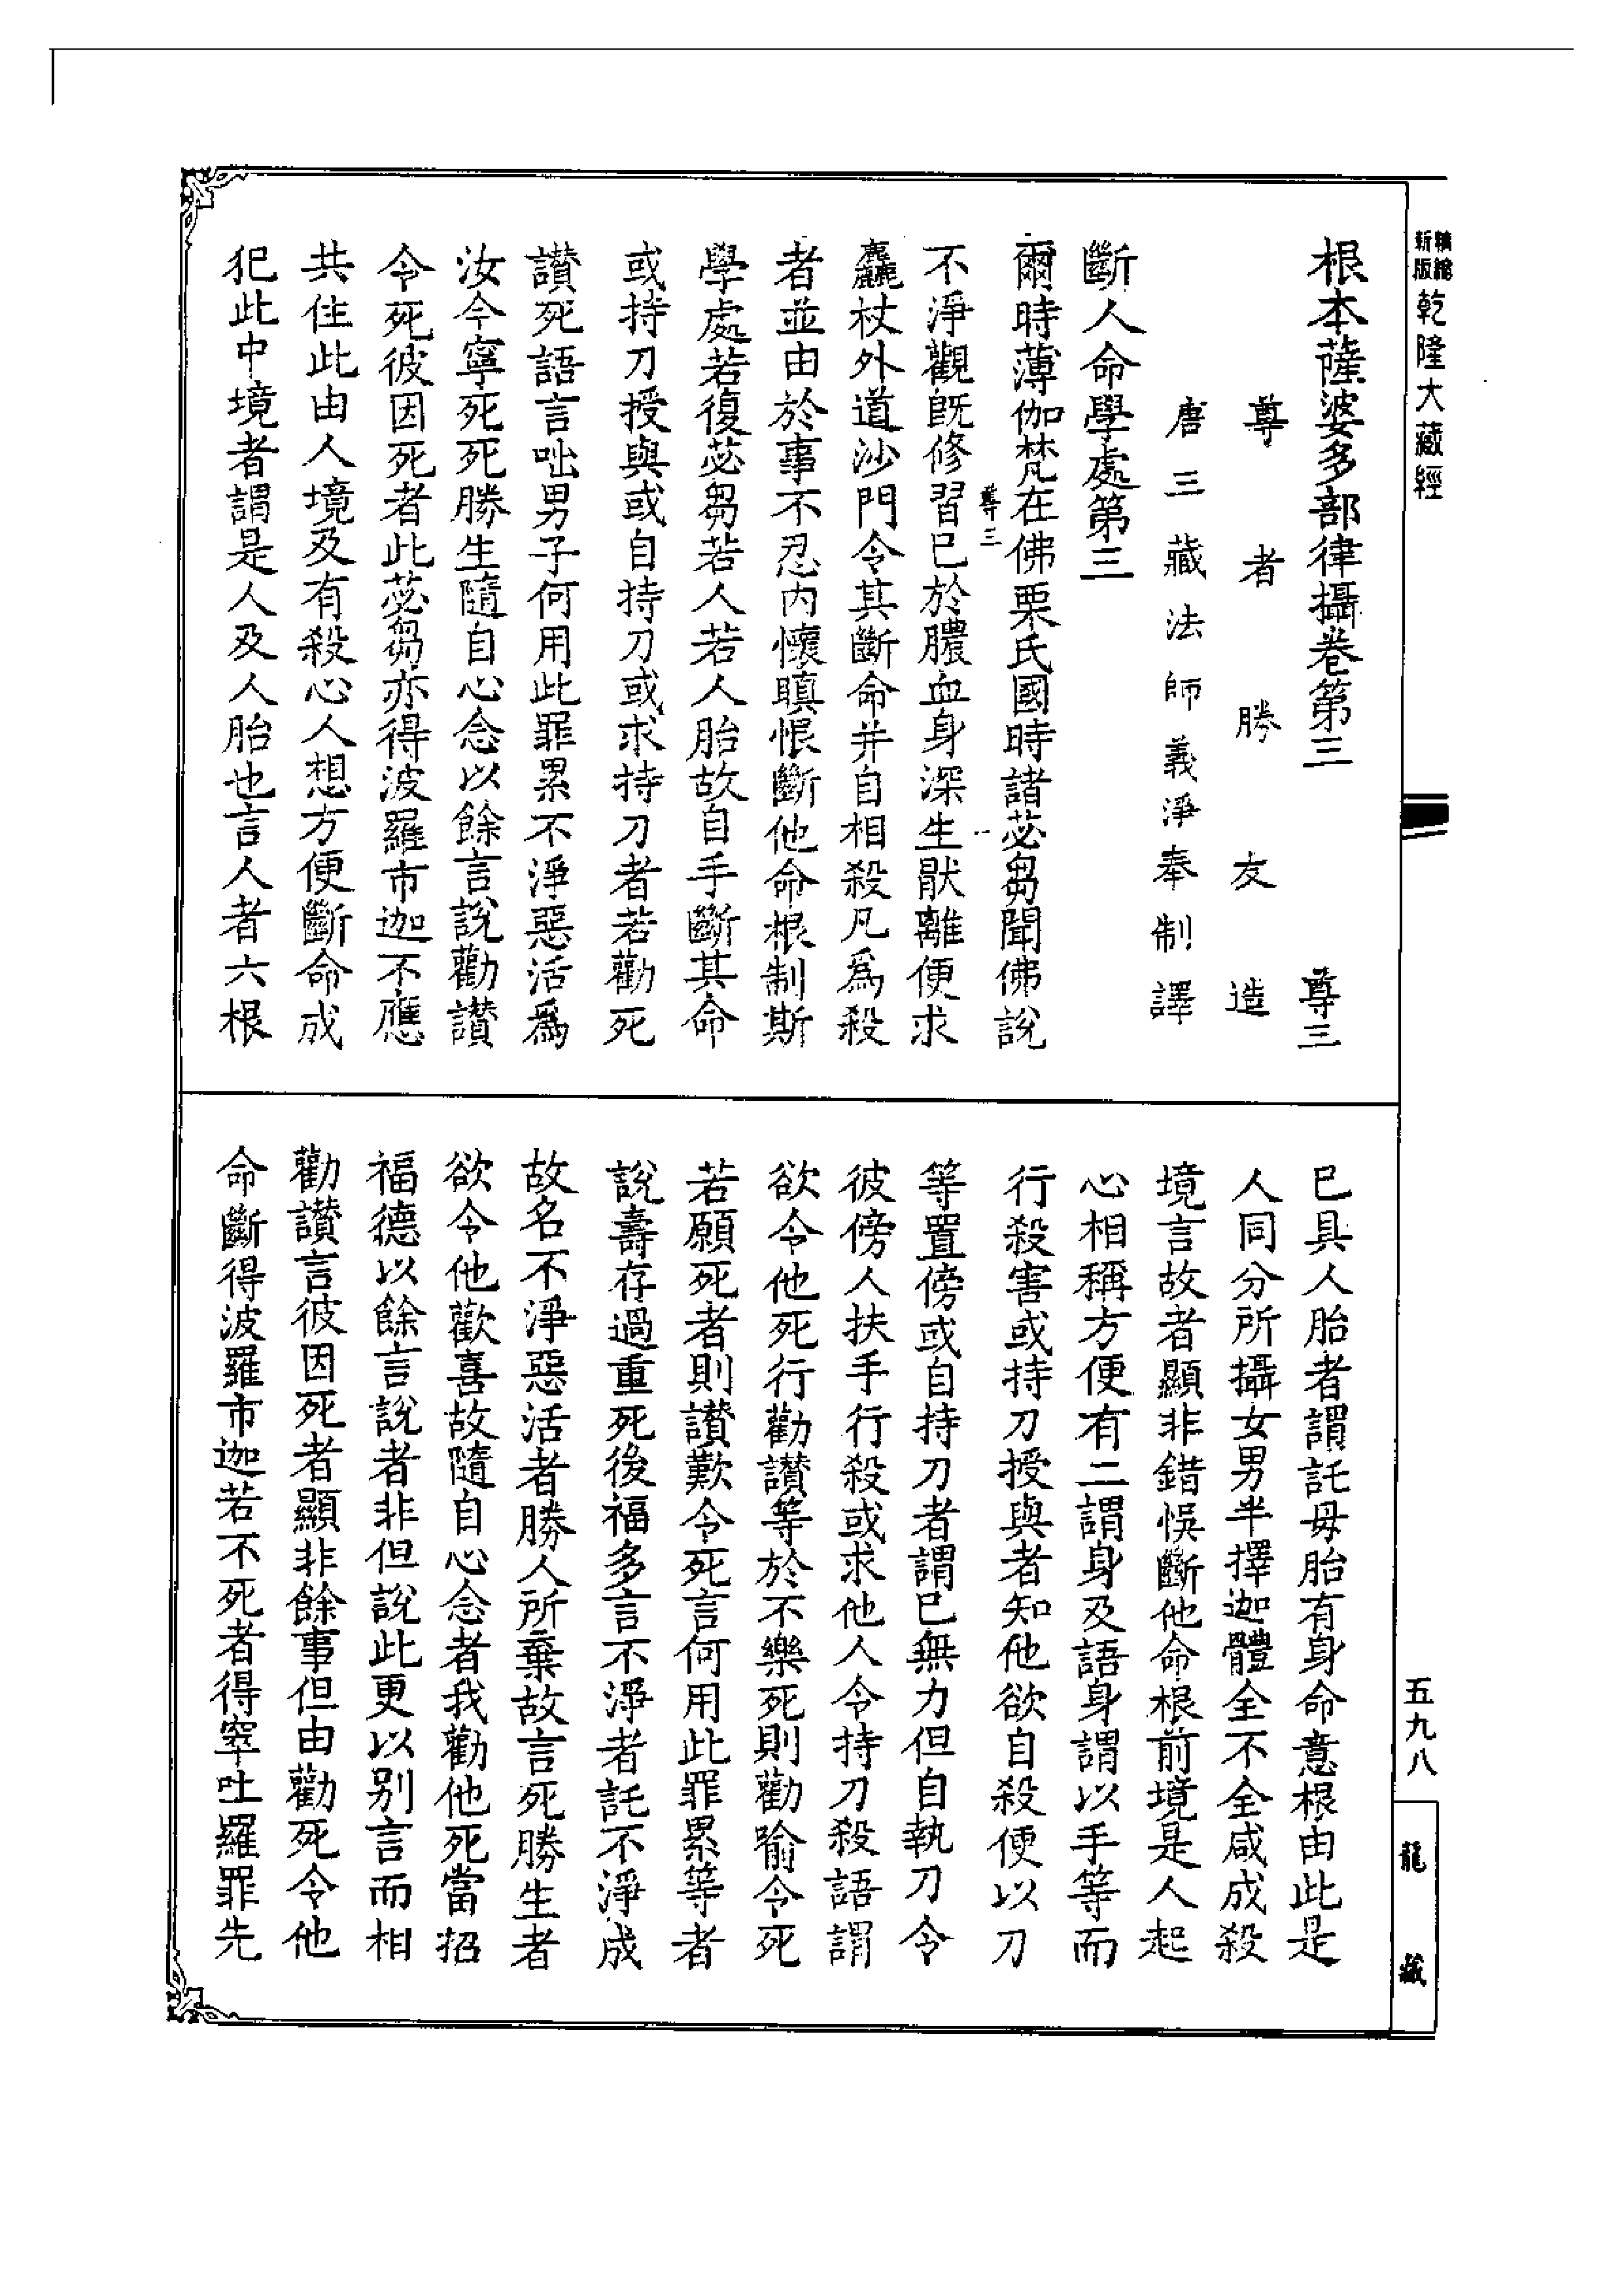 新縮
版縮
乾隆大藏經
根本薩婆多部律攝卷第三 尊三
尊者勝友造
唐三藏法師義淨奉制譯
斷人命學處第三
爾時薄伽梵在佛栗氏國時諸苾芻聞佛說
尊三
不淨觀旣修習已於膿血身深生厭離便求
麤杖外道沙門令其斷命并自相殺凡爲殺
者並由於事不忍內懷瞋恨斷他命根制斯
學處若復苾芻若人若人胎故自手斷其命
或持刀授與或自持刀或求持刀者若勸死
讚死語言咄男子何用此罪累不淨惡活爲
汝今寧死死勝生隨自心念以餘言說勸讚
令死彼因死者此苾芻亦得波羅市迦不應
共住此由人境及有殺心人想方便斷命成
犯此中境者謂是人及人胎也言人者六根
已具人胎者謂託母胎有身命意根由此是
人同分所攝女男半擇迦體全不全咸成殺
境言故者顯非錯悞斷他命根前境是人起
心相稱方便有二謂身及語身謂以手等而
行殺害或持刀授與者知他欲自殺便以刀
等置傍或自持刀者謂已無力但自執刀令
彼傍人扶手行殺或求他人令持刀殺語謂
欲令他死行勸讚等於不樂死則勸喻令死
若願死者則讚歎令死言何用此罪累等者
說壽存過重死後福多言不淨者託不淨成
故名不淨惡活者勝人所棄故言死勝生者
欲令他歡喜故隨自心念者我勸他死當招
福德以餘言說者非但說此更以別言而相
勸讚言彼因死者顯非餘事但由勸死令他
命斷得波羅市迦若不死者得窣吐羅罪先
五九八
龍藏